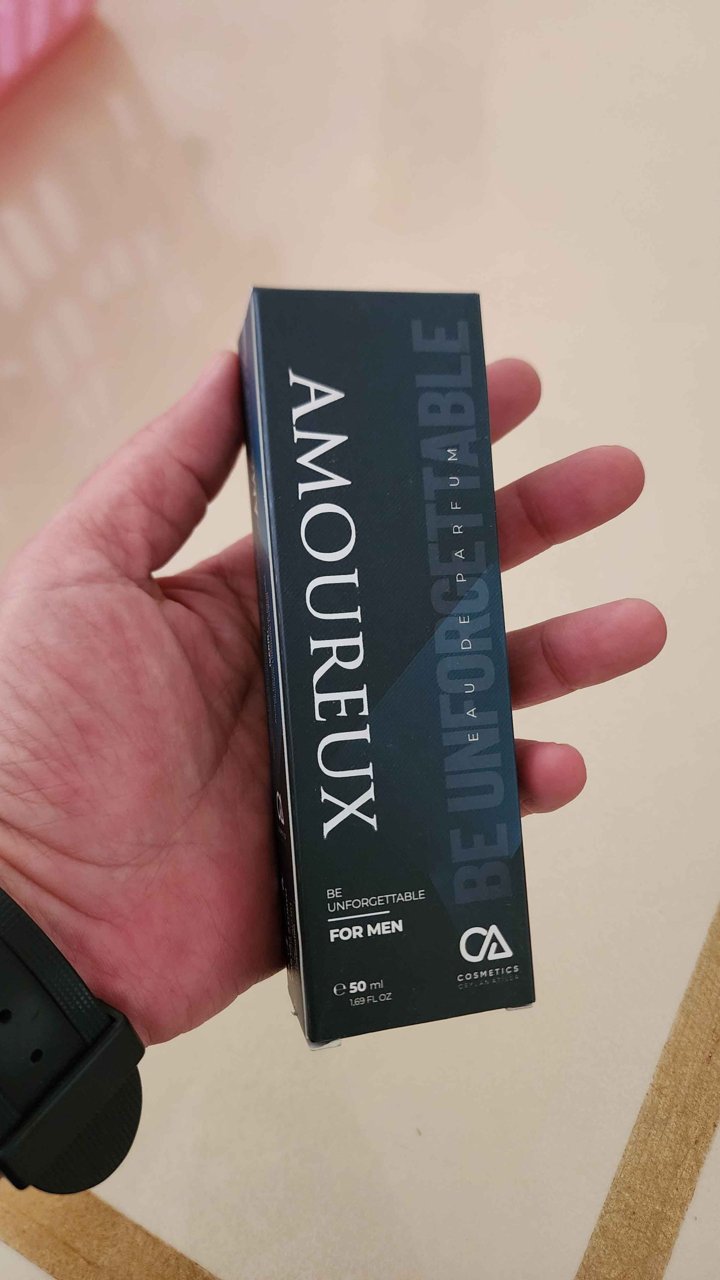 AMOUREUX
BE UNFORGETTABLE
EAU DE PARFUM
BE
UNFORGETTABLE
FOR MEN
℮ 50 ml
1.69 FL OZ
CA
COSMETICS